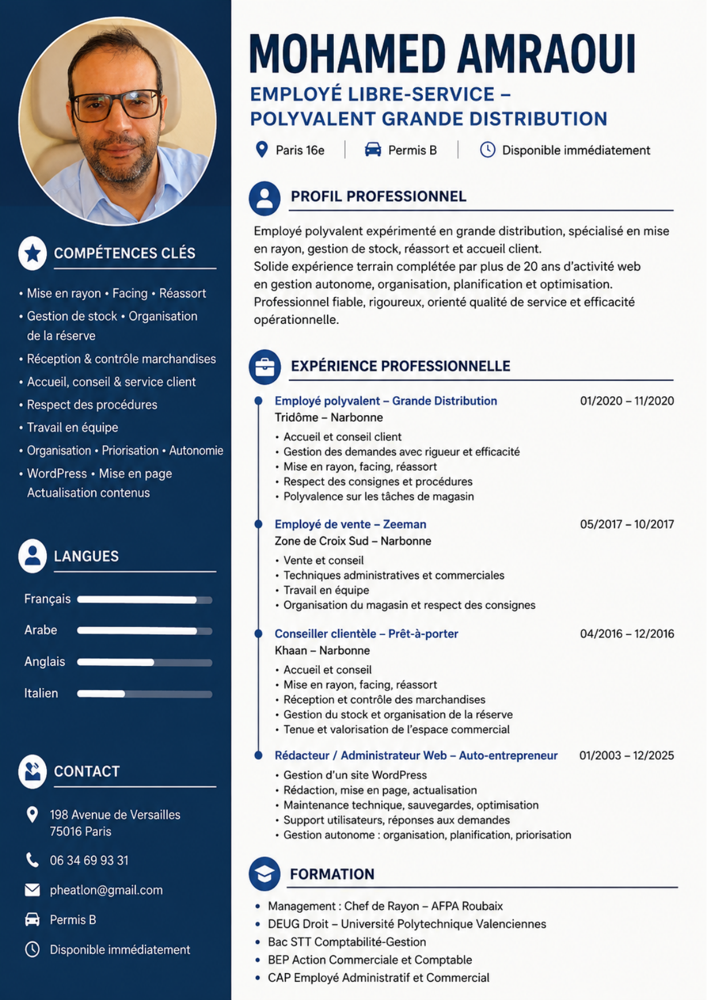 MOHAMED AMRAOUI
EMPLOYÉ LIBRE-SERVICE –
POLYVALENT GRANDE DISTRIBUTION
Paris 16e
Permis B
Disponible immédiatement
COMPÉTENCES CLÉS
• Mise en rayon • Facing • Réassort
• Gestion de stock • Organisation
de la réserve
• Réception & contrôle marchandises
• Accueil, conseil & service client
• Respect des procédures
• Travail en équipe
• Organisation • Priorisation • Autonomie
• WordPress • Mise en page
Actualisation contenus
LANGUES
Français
Arabe
Anglais
Italien
CONTACT
198 Avenue de Versailles
75016 Paris
06 34 69 93 31
pheatlon@gmail.com
Permis B
Disponible immédiatement
PROFIL PROFESSIONNEL
Employé polyvalent expérimenté en grande distribution, spécialisé en mise
en rayon, gestion de stock, réassort et accueil client.
Solide expérience terrain complétée par plus de 20 ans d'activité web
en gestion autonome, organisation, planification et optimisation.
Professionnel fiable, rigoureux, orienté qualité de service et efficacité
opérationnelle.
EXPÉRIENCE PROFESSIONNELLE
Employé polyvalent – Grande Distribution 01/2020 – 11/2020
Tridôme – Narbonne
• Accueil et conseil client
• Gestion des demandes avec rigueur et efficacité
• Mise en rayon, facing, réassort
• Respect des consignes et procédures
• Polyvalence sur les tâches de magasin
Employé de vente – Zeeman 05/2017 – 10/2017
Zone de Croix Sud – Narbonne
• Vente et conseil
• Techniques administratives et commerciales
• Travail en équipe
• Organisation du magasin et respect des consignes
Conseiller clientèle – Prêt-à-porter 04/2016 – 12/2016
Khaan – Narbonne
• Accueil et conseil
• Mise en rayon, facing, réassort
• Réception et contrôle des marchandises
• Gestion du stock et organisation de la réserve
• Tenue et valorisation de l'espace commercial
Rédacteur / Administrateur Web – Auto-entrepreneur 01/2003 – 12/2025
• Gestion d'un site WordPress
• Rédaction, mise en page, actualisation
• Maintenance technique, sauvegardes, optimisation
• Support utilisateurs, réponses aux demandes
• Gestion autonome : organisation, planification, priorisation
FORMATION
• Management : Chef de Rayon – AFPA Roubaix
• DEUG Droit – Université Polytechnique Valenciennes
• Bac STT Comptabilité-Gestion
• BEP Action Commerciale et Comptable
• CAP Employé Administratif et Commercial